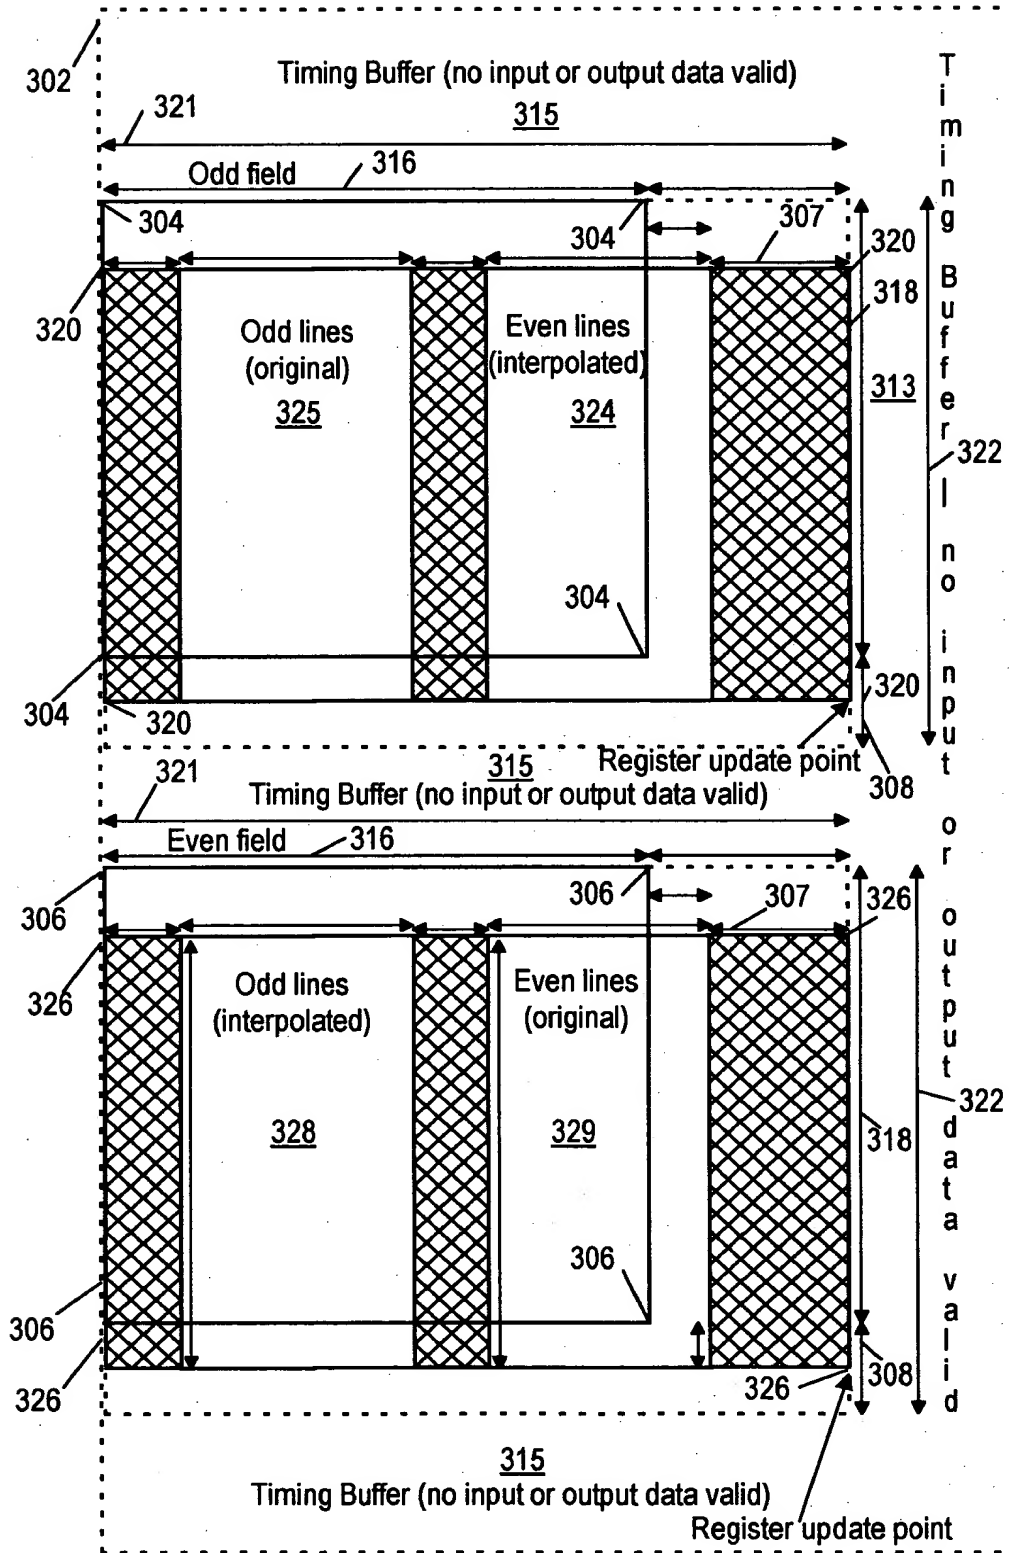 302
Timing Buffer (no input or output data valid)
321
315
Odd field
316
304
304
307
320
320
318
Odd lines
(original)
325
Even lines
(interpolated)
324
313
322
304
304
320
320
Register update point
308
Timing Buffer | no input or output data valid
321
315
Timing Buffer (no input or output data valid)
Even field
316
306
306
307
326
326
Odd lines
(interpolated)
328
Even lines
(original)
329
322
318
306
306
326
326
308
315
Timing Buffer (no input or output data valid)
Register update point